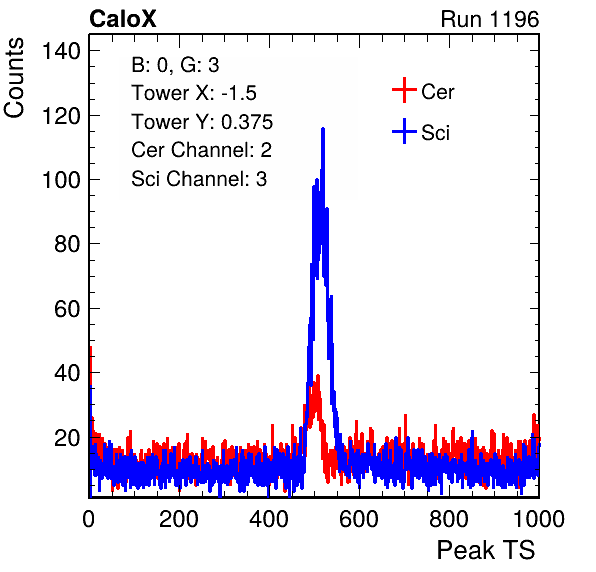 CaloX Run 1196
Counts
140
120
100
80
60
40
20
B: 0, G: 3
Tower X: -1.5
Tower Y: 0.375
Cer Channel: 2
Sci Channel: 3
Cer
Sci
0 200 400 600 800 1000
Peak TS